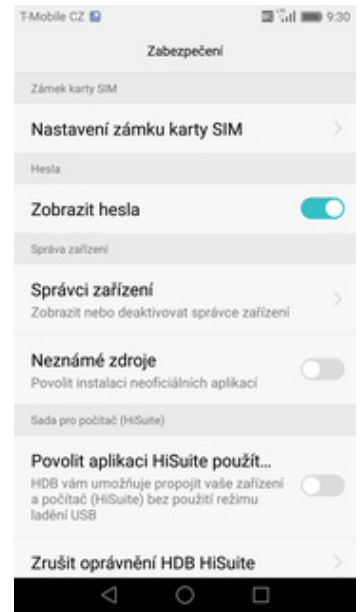 T-Mobile CZ
9:30
Zabezpečení
Zámek karty SIM
Nastavení zámku karty SIM
Hesla
Zobrazit hesla
Správa zařízení
Správci zařízení
Zobrazit nebo deaktivovat správce zařízení
Neznámé zdroje
Povolit instalaci neoficiálních aplikací
Sada pro počítač (HiSuite)
Povolit aplikaci HiSuite použít...
HDB vám umožňuje propojit vaše zařízení
a počítač (HiSuite) bez použití režimu
ladění USB
Zrušit oprávnění HDB HiSuite